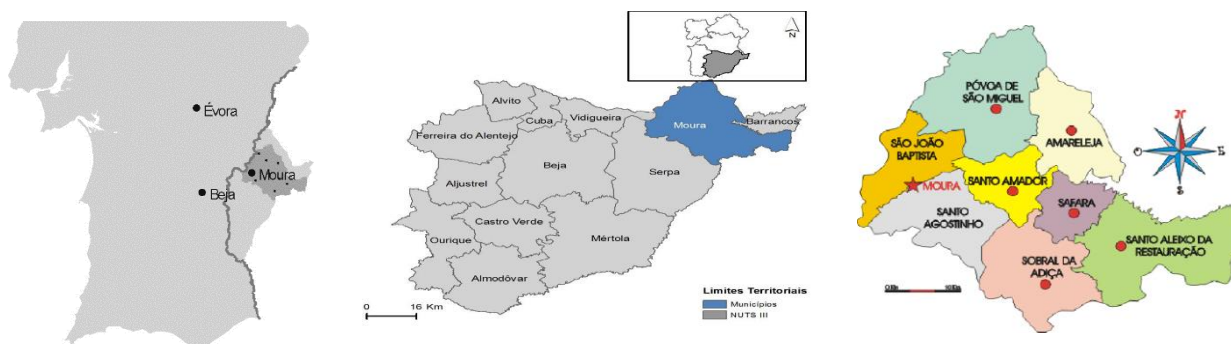 Évora
Moura
Beja
N
Alvito
Cuba
Vidigueira
Moura
Barrancos
Ferreira do Alentejo
Beja
Serpa
Aljustrel
Castro Verde
Ourique
Mértola
Almodôvar
Limites Territoriais
Municípios
NUTS III
0 16 Km
PÓVOA DE
SÃO MIGUEL
SÃO JOÃO
BAPTISTA
AMARELEJA
N
O E
S
MOURA
SANTO AMADOR
SANTO
AGOSTINHO
SAFARA
SANTO ALEIXO DA
RESTAURAÇÃO
SOBRAL DA
ADIÇA